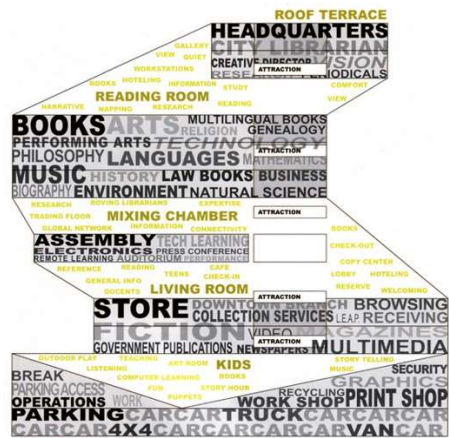 ROOF TERRACE
HEADQUARTERS
GALLERY
CITY LIBRARIAN
VIEW QUIET
CREATIVE DIRECTOR VISION
WORKSTATIONS
ATTRACTION
BOOKS HOTELING INFORMATION STUDY
COMFORT
READING ROOM
VIEW
NARRATIVE NAPPING RESEARCH READING
BOOKS ARTS MULTILINGUAL BOOKS
RELIGION GENEALOGY
PERFORMING ARTS TECHNOLOGY
ATTRACTION
PHILOSOPHY LANGUAGES MATHEMATICS
MUSIC HISTORY LAW BOOKS BUSINESS
BIOGRAPHY ENVIRONMENT NATURAL SCIENCE
RESEARCH ROVING LIBRARIANS EXPERTISE
TRADING FLOOR MIXING CHAMBER ATTRACTION
GLOBAL NETWORK INFORMATION CONNECTIVITY BOOKS
ASSEMBLY TECH LEARNING CHECK-OUT
ELECTRONICS PRESS CONFERENCE
REMOTE LEARNING AUDITORIUM PERFORMANCE
COPY CENTER
REFERENCE READING CAFE LOBBY HOTELING
TEENS CHECK-IN
GENERAL INFO RESERVE
DOCENTS LIVING ROOM WELCOMING
ATTRACTION
STORE DOWNTOWN BRANCH BROWSING
COLLECTION SERVICES L.E.A.P. RECEIVING
FICTION VIDEO MAGAZINES
ATTRACTION
GOVERNMENT PUBLICATIONS NEWSPAPERS MULTIMEDIA
OUTDOOR PLAY TEACHING ART ROOM KIDS STORY TELLING
LISTENING MUSIC SECURITY
BREAK COMPUTER LEARNING BOOKS GRAPHICS
PARKING ACCESS FUN STORY HOUR RECYCLING PRINT SHOP
OPERATIONS WORK PUPPETS WORK SHOP
PARKING CARCAR TRUCK CARCARCAR
CARCAR 4X4 CARCARCARCARCAR VAN CAR